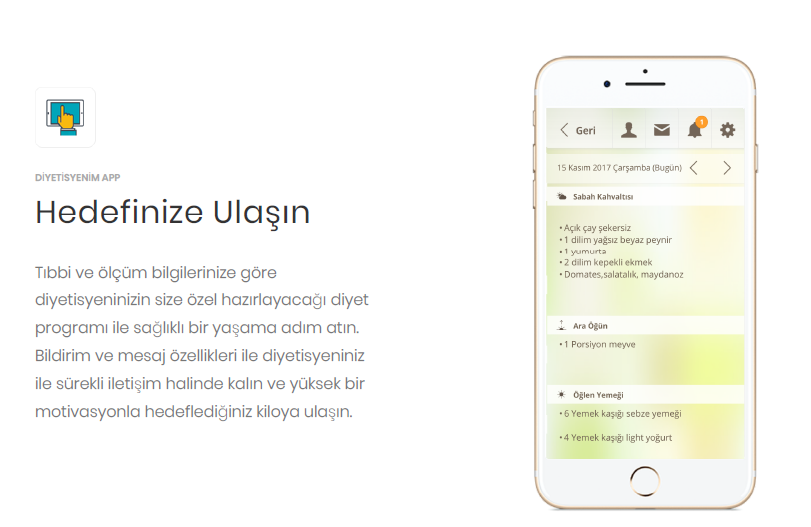 DİYETİSYENİM APP
Hedefinize Ulaşın
Tıbbi ve ölçüm bilgilerinize göre
diyetisyeninizin size özel hazırlayacağı diyet
programı ile sağlıklı bir yaşama adım atın.
Bildirim ve mesaj özellikleri ile diyetisyeniniz
ile sürekli iletişim halinde kalın ve yüksek bir
motivasyonla hedeflediğiniz kiloya ulaşın.
Geri
1
15 Kasım 2017 Çarşamba (Bugün)
Sabah Kahvaltısı
• Açık çay şekersiz
• 1 dilim yağsız beyaz peynir
• 1 yumurta
• 2 dilim kepekli ekmek
• Domates,salatalık, maydanoz
Ara Öğün
• 1 Porsiyon meyve
Öğlen Yemeği
• 6 Yemek kaşığı sebze yemeği
• 4 Yemek kaşığı light yoğurt